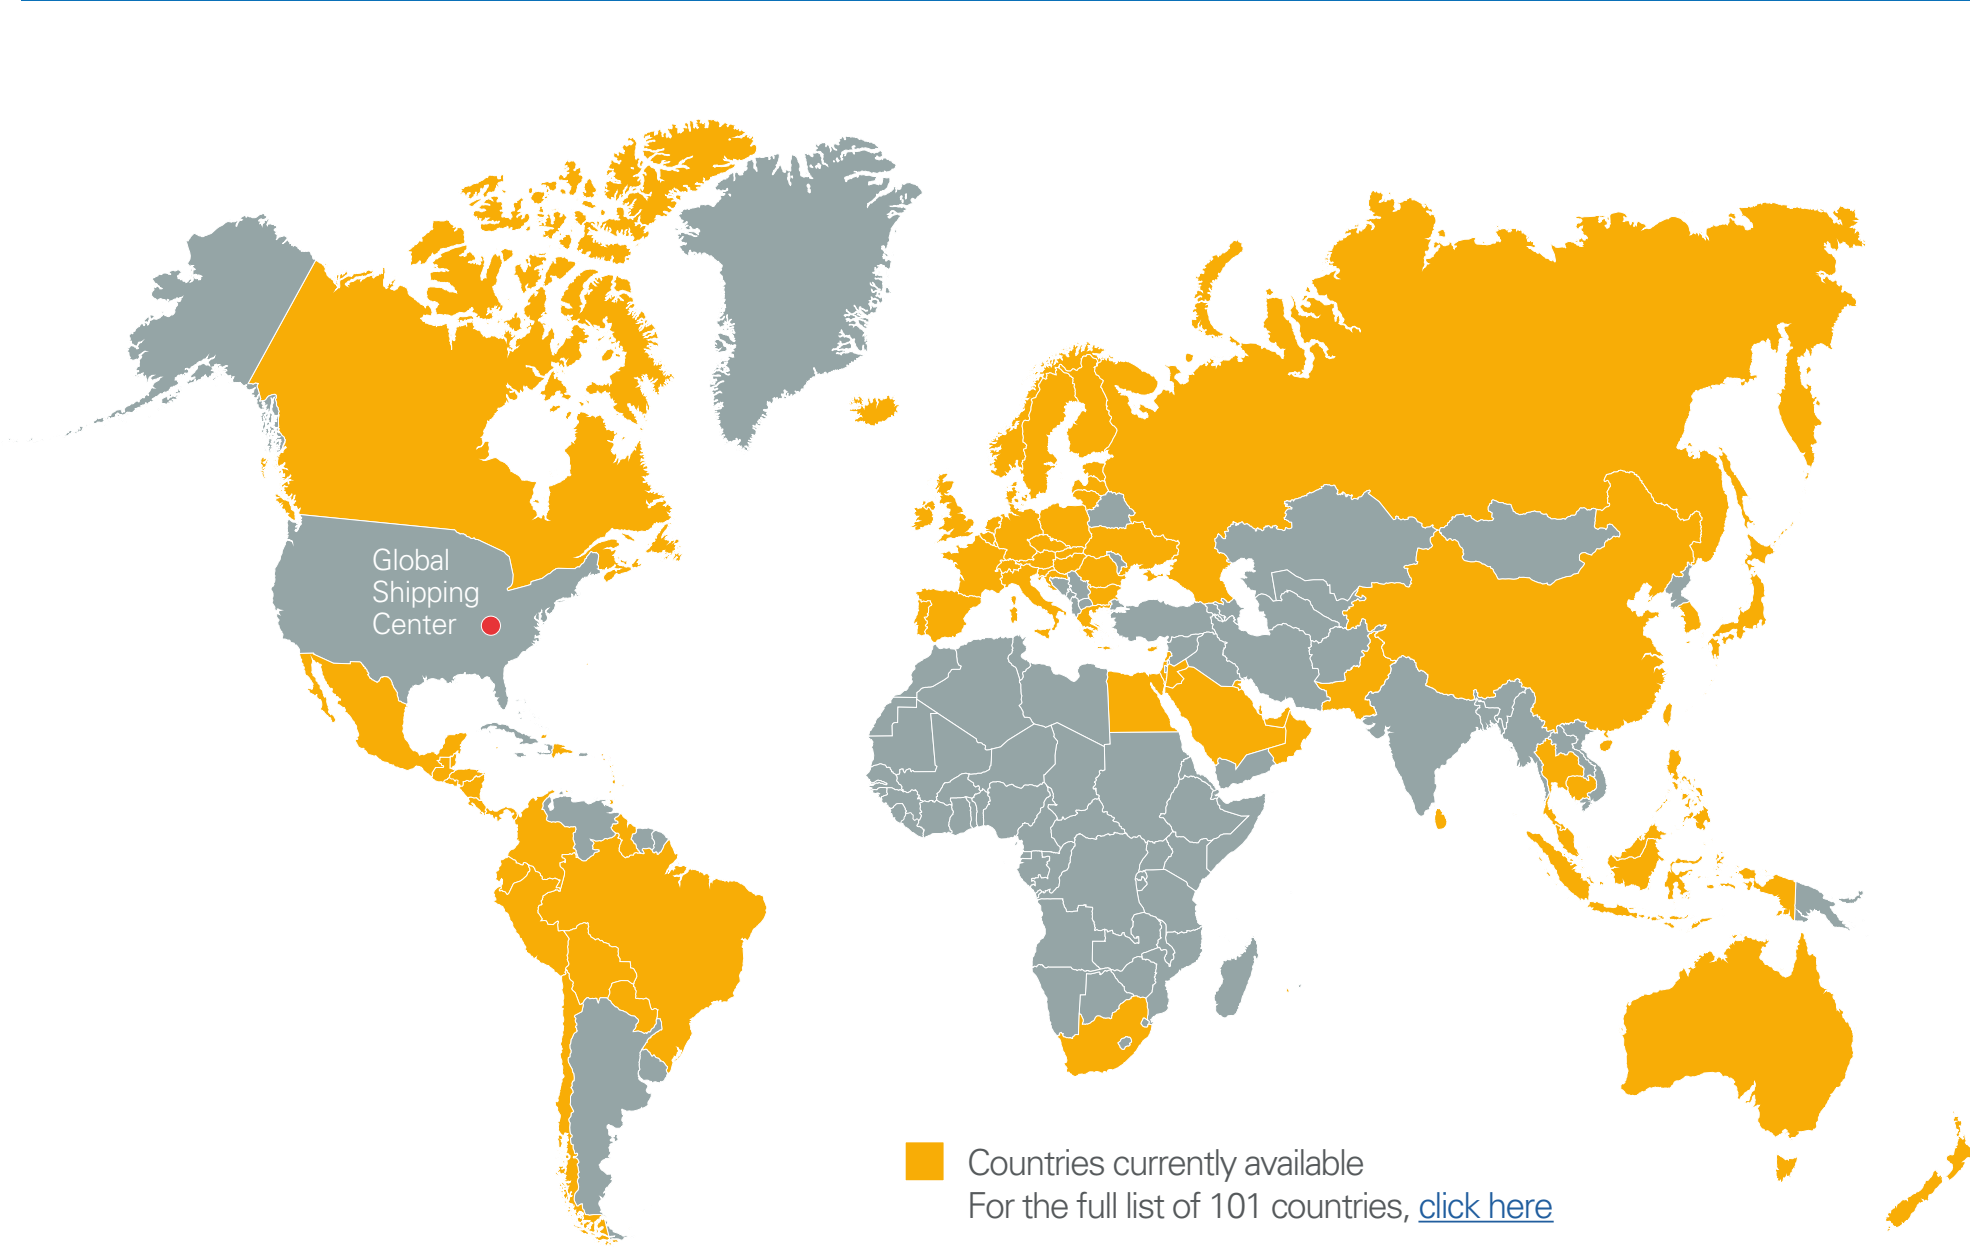 Global
Shipping
Center
Countries currently available
For the full list of 101 countries, click here